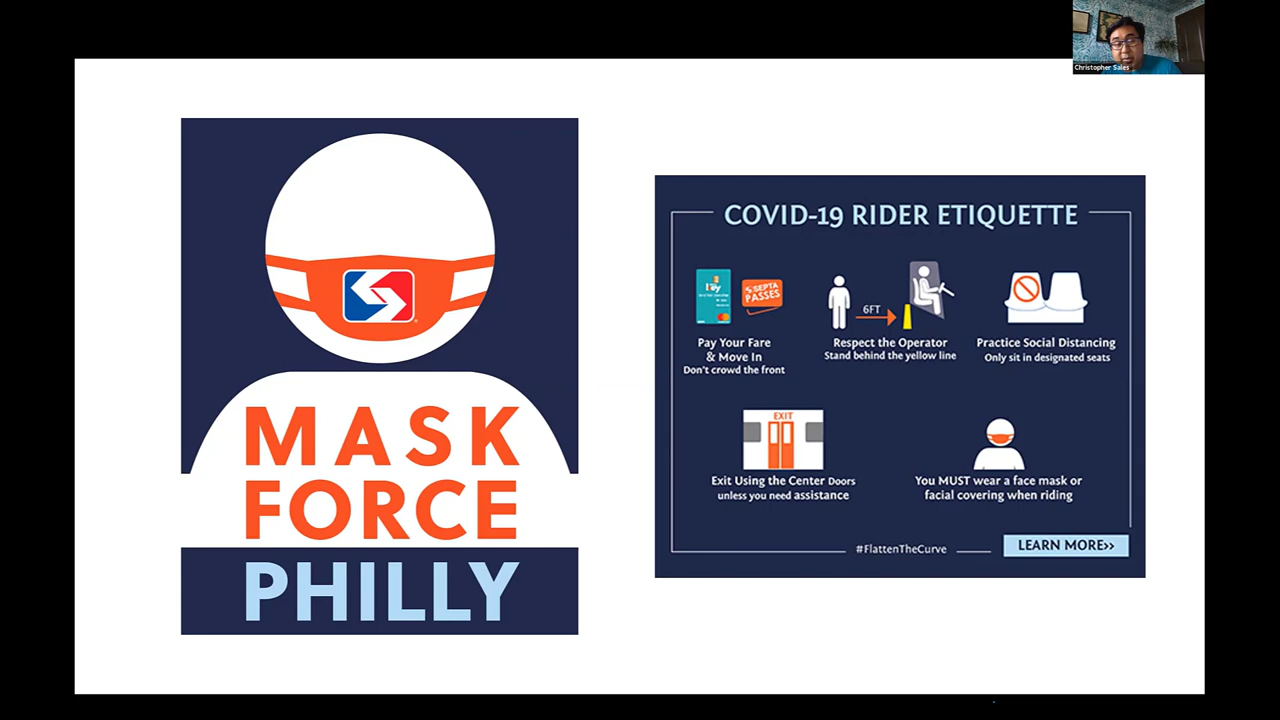 Christopher Sales
MASK
FORCE
PHILLY
COVID-19 RIDER ETIQUETTE
SEPTA
PASSES
6FT
Pay Your Fare
& Move In
Don't crowd the front
Respect the Operator
Stand behind the yellow line
Practice Social Distancing
Only sit in designated seats
EXIT
Exit Using the Center Doors
unless you need assistance
You MUST wear a face mask or
facial covering when riding
#FlattenTheCurve
LEARN MORE>>